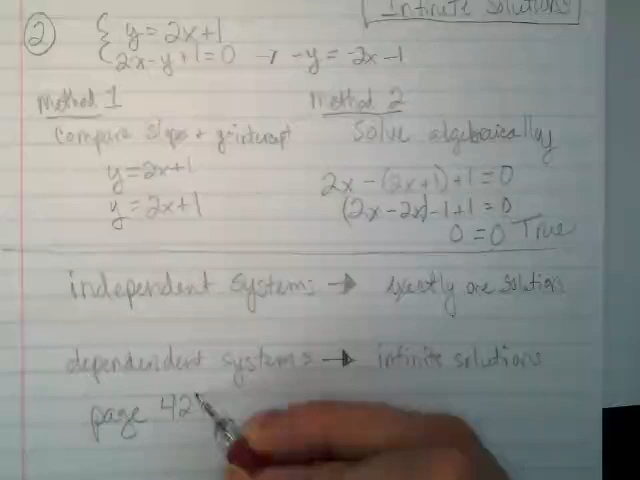 Infinite Solutions
② { y = 2x+1
2x-y+1=0 → -y = -2x-1
Method 1 Method 2
Compare slope + y-intercept Solve algebraically
y=2x+1 2x-(2x+1)+1=0
y = 2x+1 (2x-2x)-1+1=0
0=0 True
independent systems → exactly one solution
dependendent systems → infinite solutions
page 42